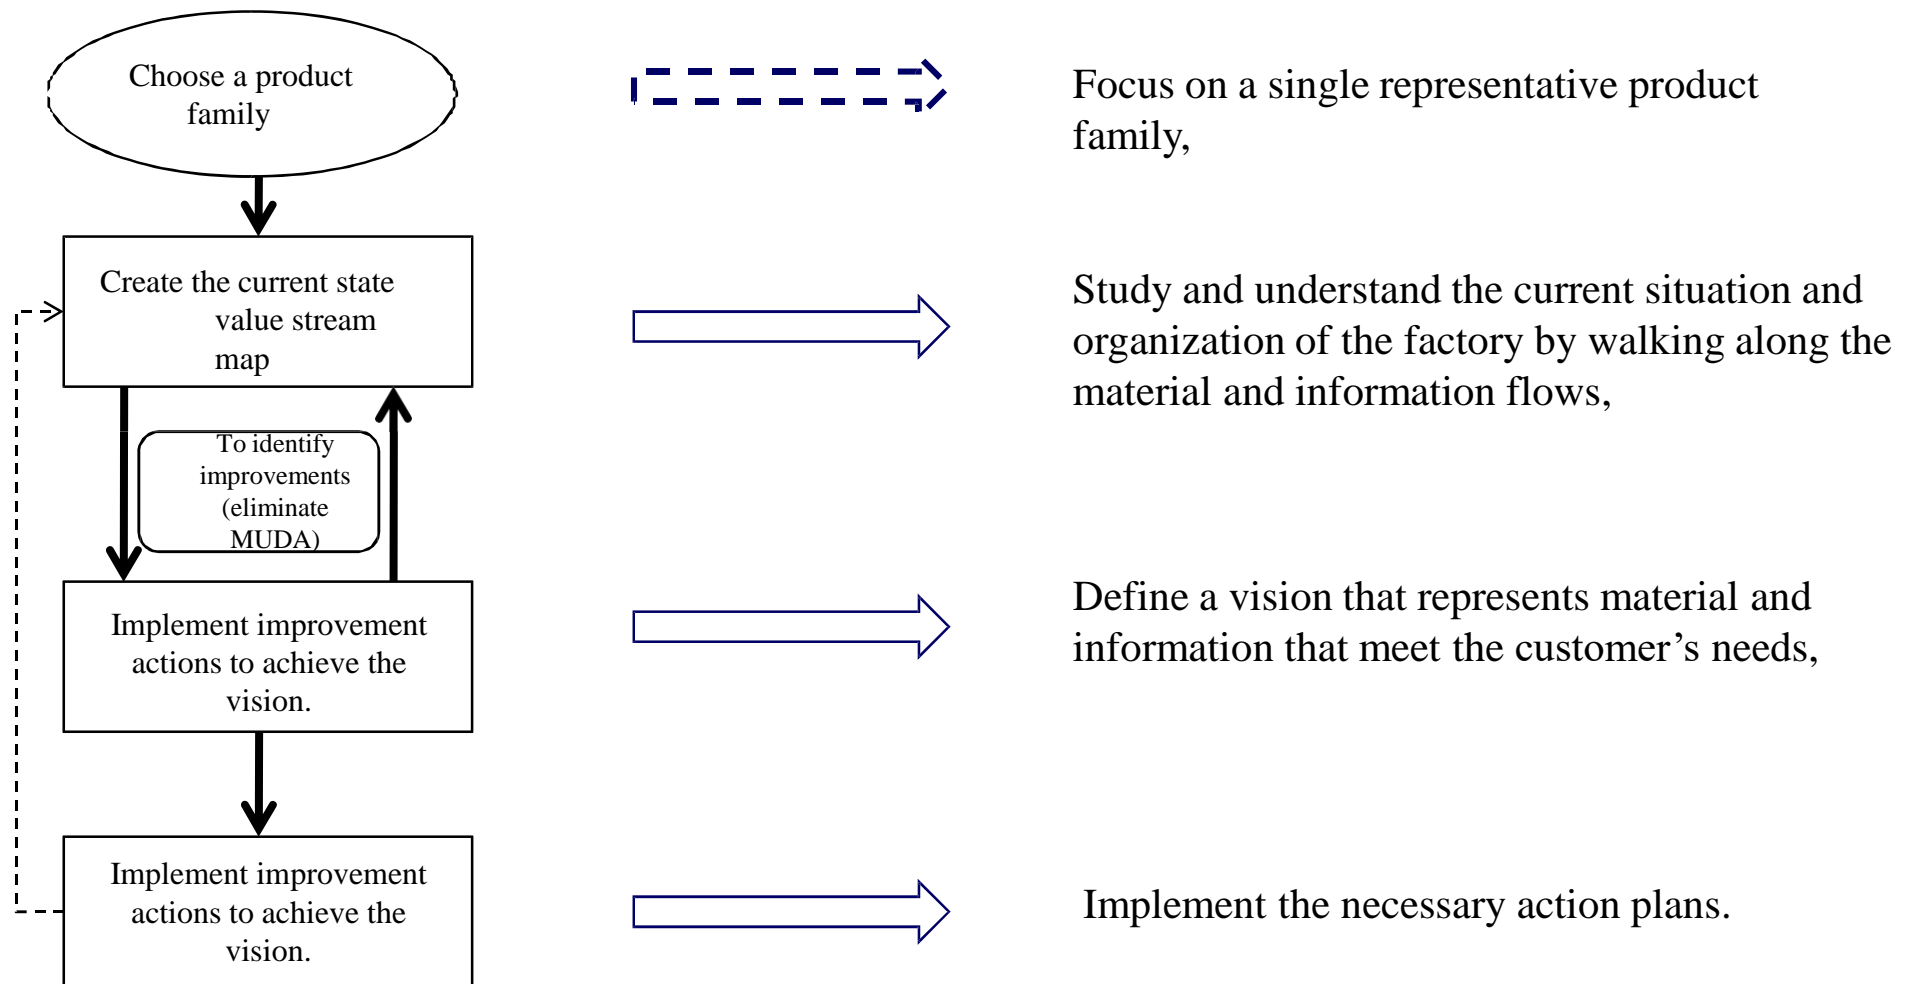 Choose a product
family
Focus on a single representative product
family,
Create the current state
value stream
map
Study and understand the current situation and
organization of the factory by walking along the
material and information flows,
To identify
improvements
(eliminate
MUDA)
Implement improvement
actions to achieve the
vision.
Define a vision that represents material and
information that meet the customer’s needs,
Implement improvement
actions to achieve the
vision.
Implement the necessary action plans.